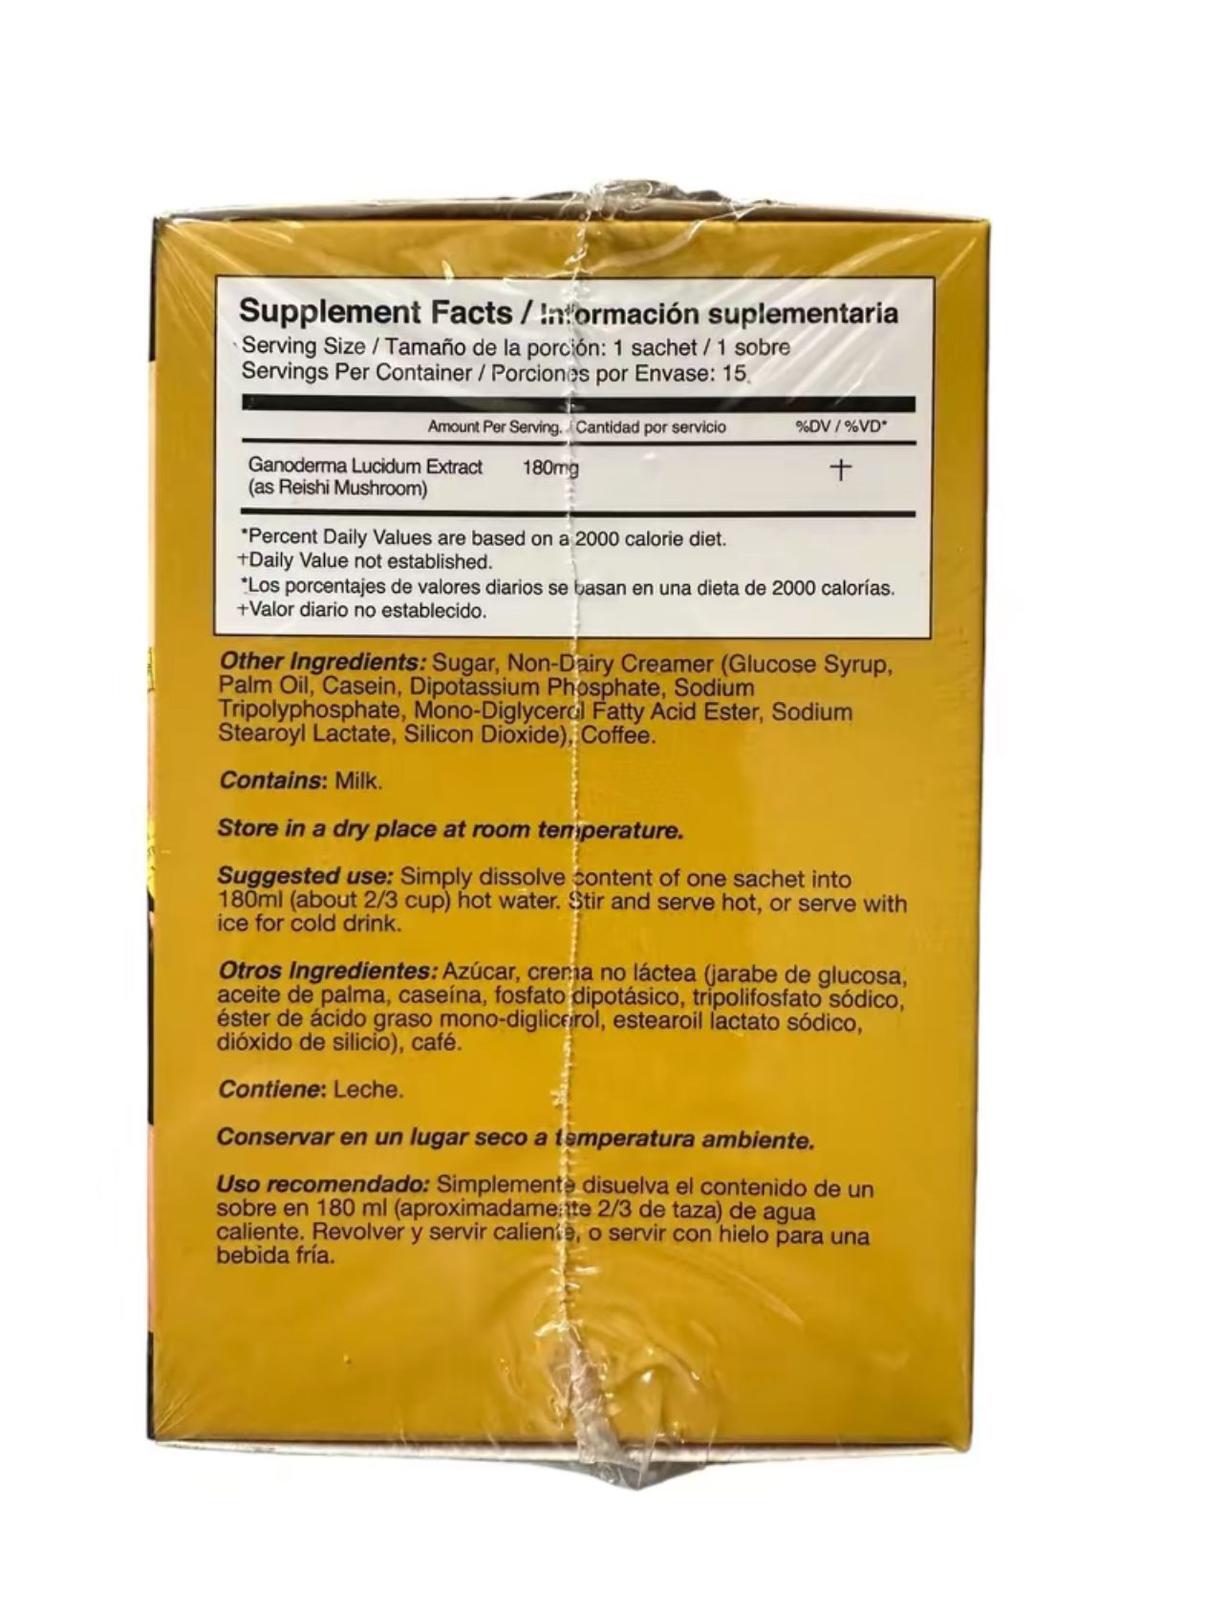 Supplement Facts / Información suplementaria
Serving Size / Tamaño de la porción: 1 sachet / 1 sobre
Servings Per Container / Porciones por Envase: 15
Amount Per Serving. / Cantidad por servicio %DV / %VD*
Ganoderma Lucidum Extract 180mg +
(as Reishi Mushroom)
*Percent Daily Values are based on a 2000 calorie diet.
+Daily Value not established.
*Los porcentajes de valores diarios se basan en una dieta de 2000 calorías.
+Valor diario no establecido.
Other Ingredients: Sugar, Non-Dairy Creamer (Glucose Syrup,
Palm Oil, Casein, Dipotassium Phosphate, Sodium
Tripolyphosphate, Mono-Diglycerol Fatty Acid Ester, Sodium
Stearoyl Lactate, Silicon Dioxide), Coffee.
Contains: Milk.
Store in a dry place at room temperature.
Suggested use: Simply dissolve content of one sachet into
180ml (about 2/3 cup) hot water. Stir and serve hot, or serve with
ice for cold drink.
Otros Ingredientes: Azúcar, crema no láctea (jarabe de glucosa,
aceite de palma, caseína, fosfato dipotásico, tripolifosfato sódico,
éster de ácido graso mono-diglicerol, estearoil lactato sódico,
dióxido de silicio), café.
Contiene: Leche.
Conservar en un lugar seco a temperatura ambiente.
Uso recomendado: Simplemente disuelva el contenido de un
sobre en 180 ml (aproximadamente 2/3 de taza) de agua
caliente. Revolver y servir caliente, o servir con hielo para una
bebida fría.